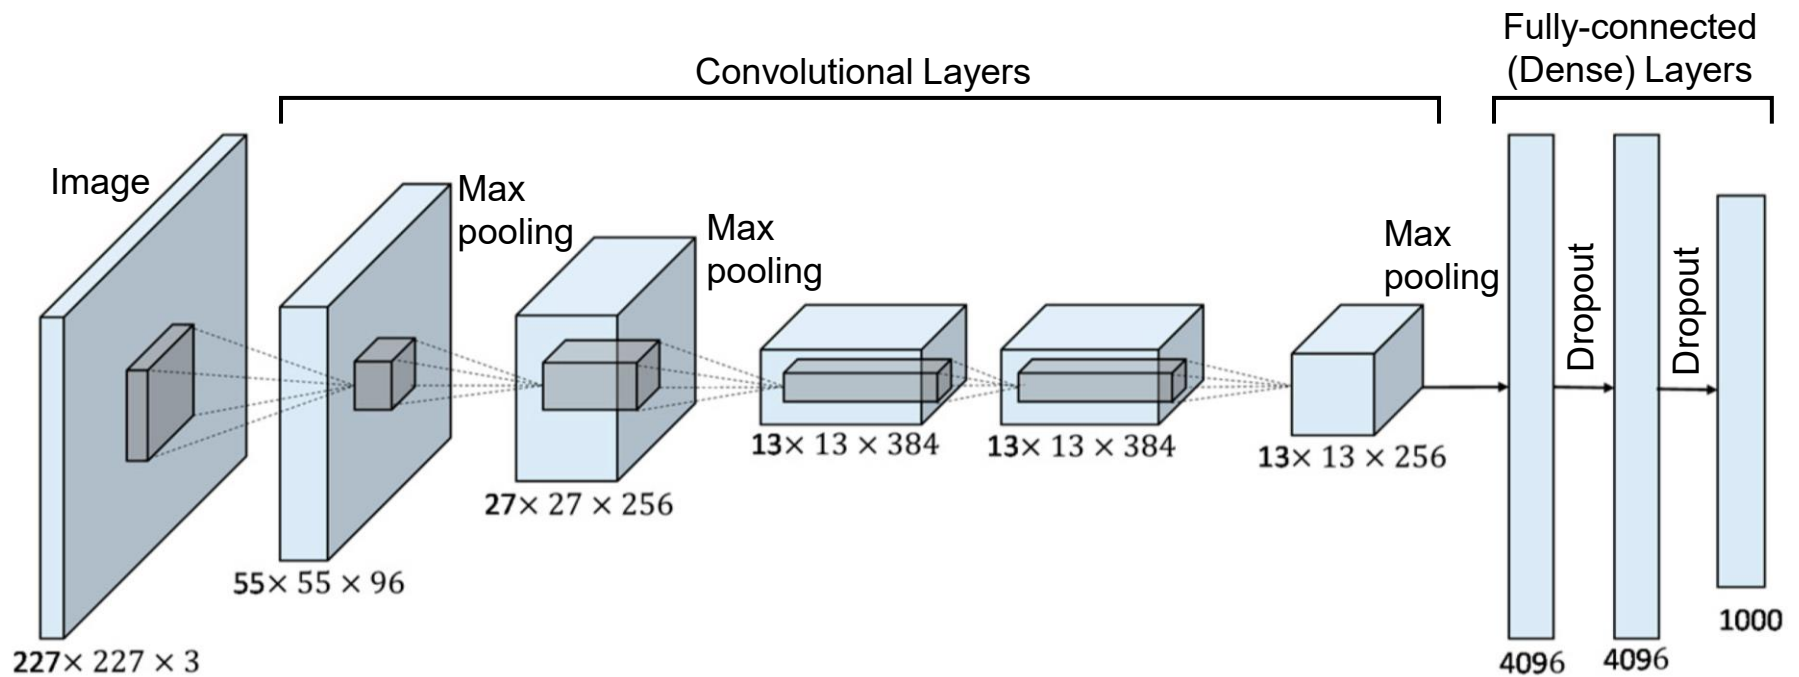 Fully-connected
(Dense) Layers
Convolutional Layers
Image
Max
pooling
Max
pooling
Max
pooling
Dropout
Dropout
227× 227 × 3
55× 55 × 96
27× 27 × 256
13× 13 × 384
13× 13 × 384
13× 13 × 256
4096
4096
1000